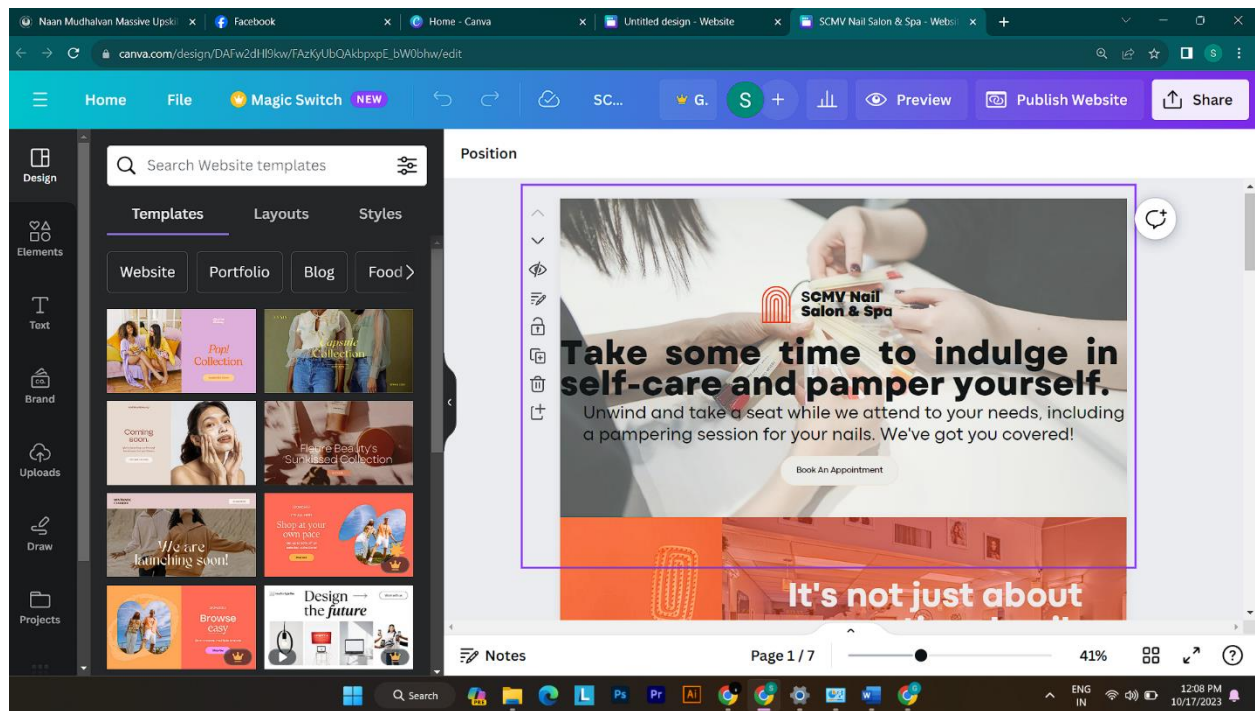 Naan Mudhalvan Massive Upskil
Facebook
Home - Canva
Untitled design - Website
SCMV Nail Salon & Spa - Websit
canva.com/design/DAFw2dHl9kw/FAzKyUbQAkbpxpE_bW0bhw/edit
S
Home File Magic Switch NEW SC... G. S + Preview Publish Website Share
Design
Elements
Text
Brand
Uploads
Draw
Projects
Search Website templates
Templates Layouts Styles
Website Portfolio Blog Food
Pop!
Collection
Capsule
Collection
Coming
soon.
Flaure Beauty's
Sunkissed Collection
We are
launching soon!
Shop at your
own pace
Browse
easy
Design
the future
Position
SCMV Nail
Salon & Spa
Take some time to indulge in
self-care and pamper yourself.
Unwind and take a seat while we attend to your needs, including
a pampering session for your nails. We've got you covered!
Book An Appointment
It's not just about
Notes Page 1 / 7 41%
Search
L Ps Pr Ai
ENG
IN
12:08 PM
10/17/2023